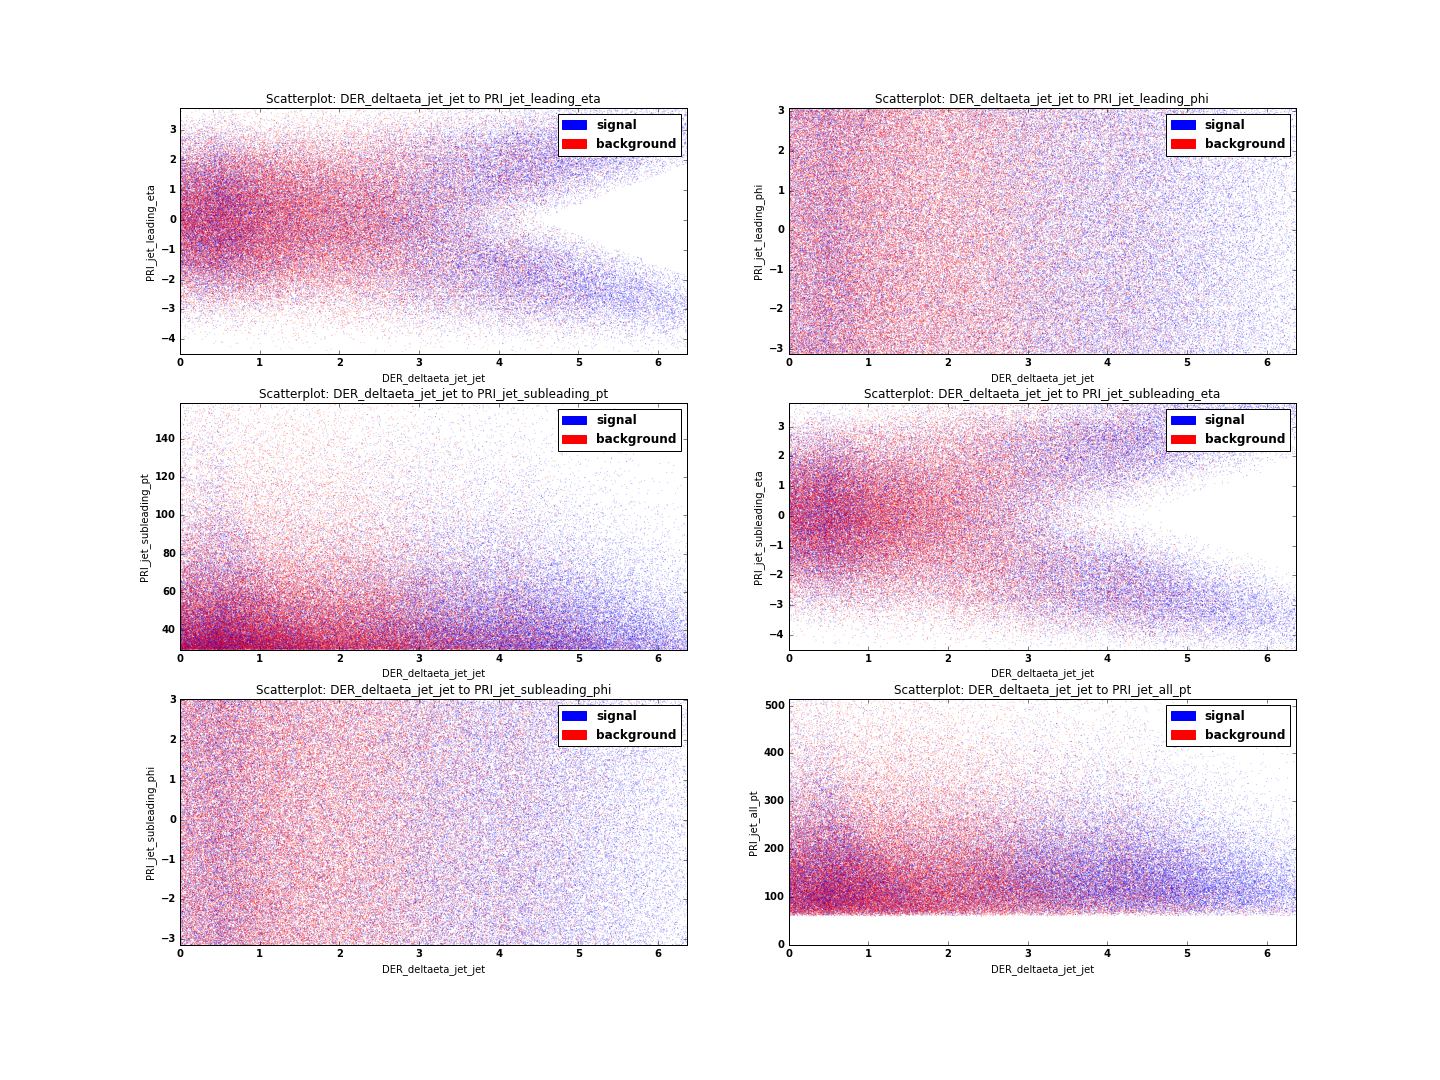 Scatterplot: DER_deltaeta_jet_jet to PRI_jet_leading_eta
signal
background
PRI_jet_leading_eta
3
2
1
0
−1
−2
−3
−4
0 1 2 3 4 5 6
DER_deltaeta_jet_jet
Scatterplot: DER_deltaeta_jet_jet to PRI_jet_leading_phi
signal
background
PRI_jet_leading_phi
3
2
1
0
−1
−2
−3
0 1 2 3 4 5 6
DER_deltaeta_jet_jet
Scatterplot: DER_deltaeta_jet_jet to PRI_jet_subleading_pt
signal
background
PRI_jet_subleading_pt
140
120
100
80
60
40
0 1 2 3 4 5 6
DER_deltaeta_jet_jet
Scatterplot: DER_deltaeta_jet_jet to PRI_jet_subleading_eta
signal
background
PRI_jet_subleading_eta
3
2
1
0
−1
−2
−3
−4
0 1 2 3 4 5 6
DER_deltaeta_jet_jet
Scatterplot: DER_deltaeta_jet_jet to PRI_jet_subleading_phi
signal
background
PRI_jet_subleading_phi
3
2
1
0
−1
−2
−3
0 1 2 3 4 5 6
DER_deltaeta_jet_jet
Scatterplot: DER_deltaeta_jet_jet to PRI_jet_all_pt
signal
background
PRI_jet_all_pt
500
400
300
200
100
0
0 1 2 3 4 5 6
DER_deltaeta_jet_jet